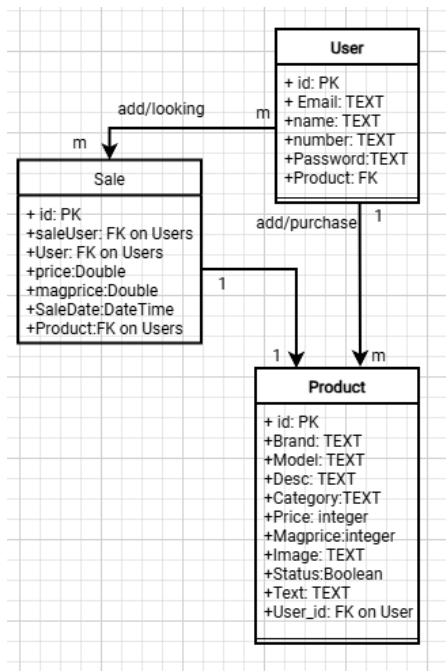 User
+ id: PK
+ Email: TEXT
+name: TEXT
+number: TEXT
+Password:TEXT
+Product: FK
add/looking
m
m
Sale
+ id: PK
+saleUser: FK on Users
+User: FK on Users
+price:Double
+magprice:Double
+SaleDate:DateTime
+Product:FK on Users
add/purchase
1
1
1
m
Product
+ id: PK
+Brand: TEXT
+Model: TEXT
+Desc: TEXT
+Category:TEXT
+Price: integer
+Magprice:integer
+Image: TEXT
+Status:Boolean
+Text: TEXT
+User_id: FK on User